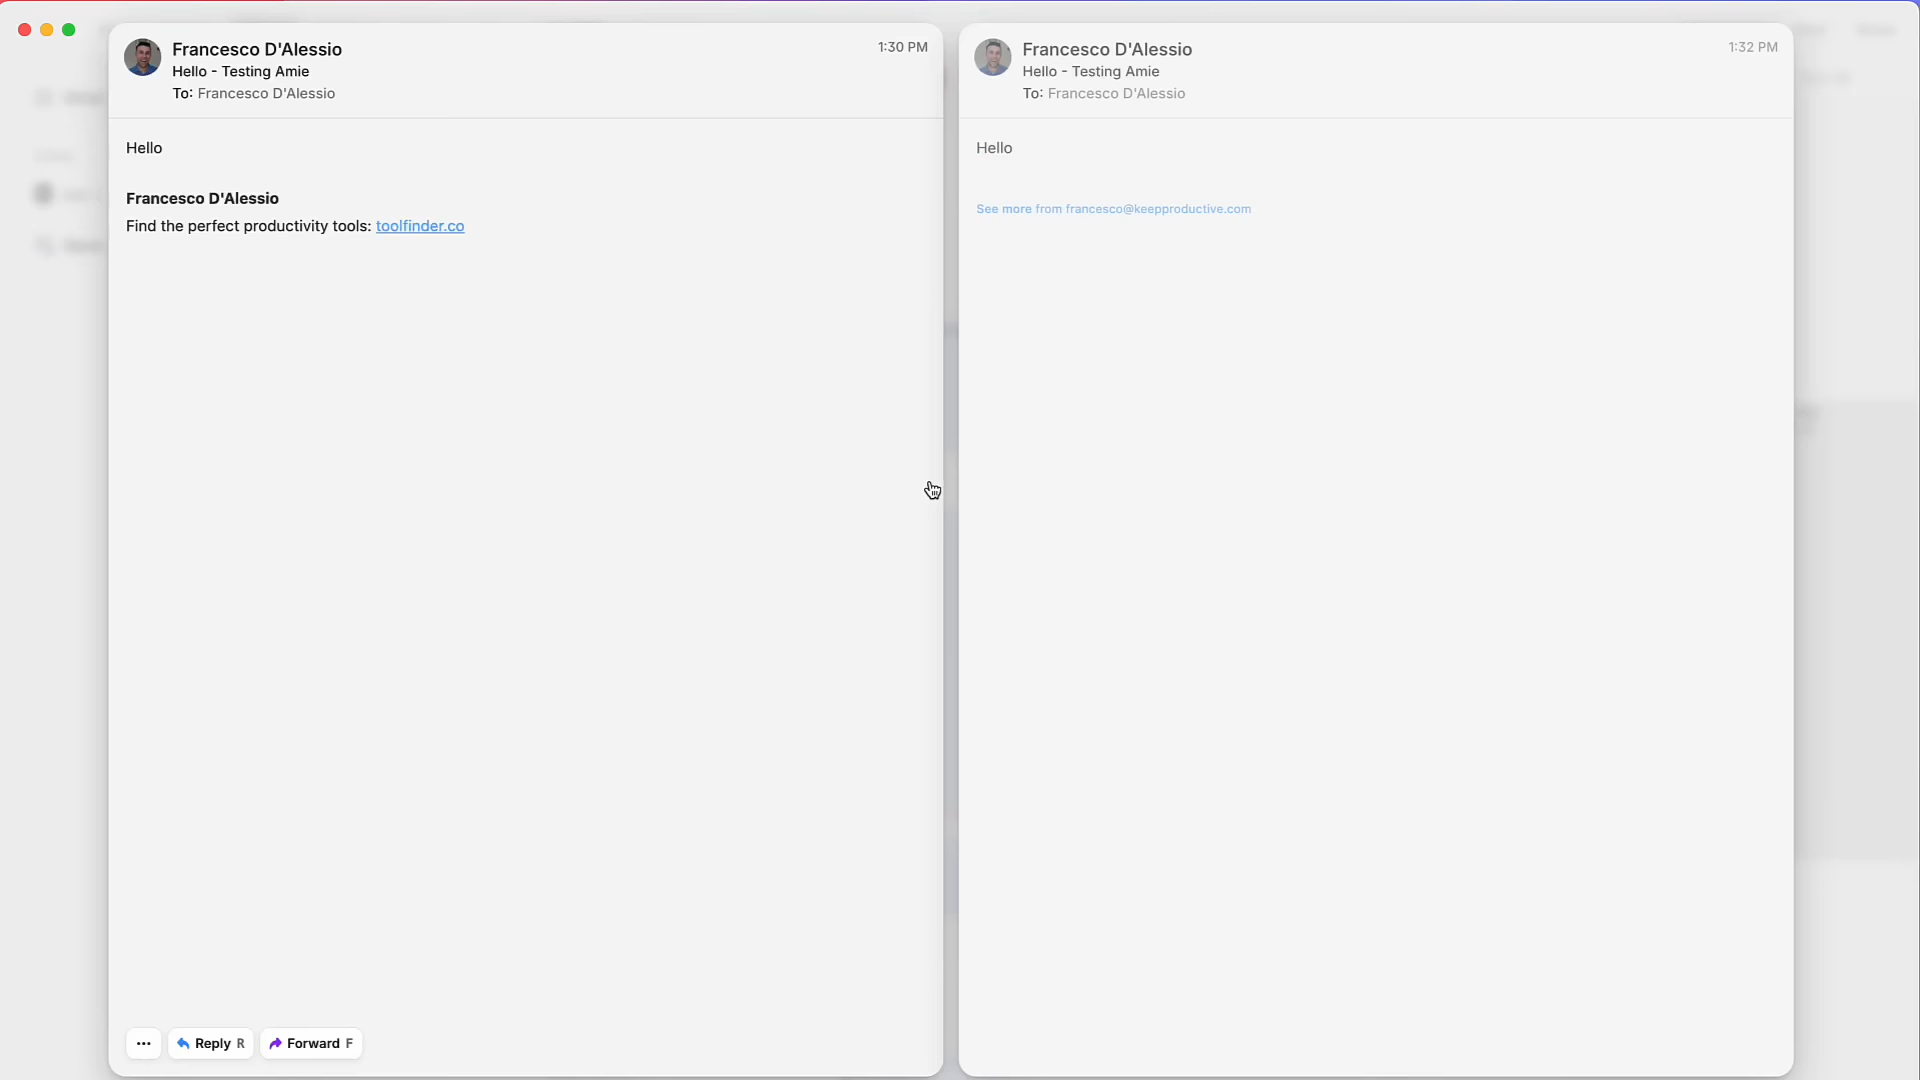 Francesco D'Alessio
1:30 PM
Hello - Testing Amie
To: Francesco D'Alessio
Hello
Francesco D'Alessio
Find the perfect productivity tools: toolfinder.co
••• Reply R Forward F
Francesco D'Alessio
1:32 PM
Hello - Testing Amie
To: Francesco D'Alessio
Hello
See more from francesco@keepproductive.com